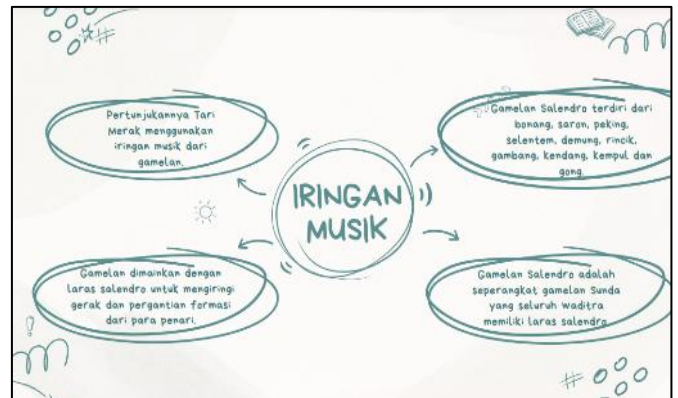 Pertunjukannya Tari
Merak menggunakan
iringan musik dari
gamelan.
Gamelan Salendro terdiri dari
bonang, saron, peking,
selentem, demung, rincik,
gambang, kendang, kempul dan
gong.
IRINGAN
MUSIK
Gamelan dimainkan dengan
laras salendro untuk mengiringi
gerak dan pergantian formasi
dari para penari.
Gamelan Salendro adalah
seperangkat gamelan Sunda
yang seluruh Waditra
memiliki laras salendro